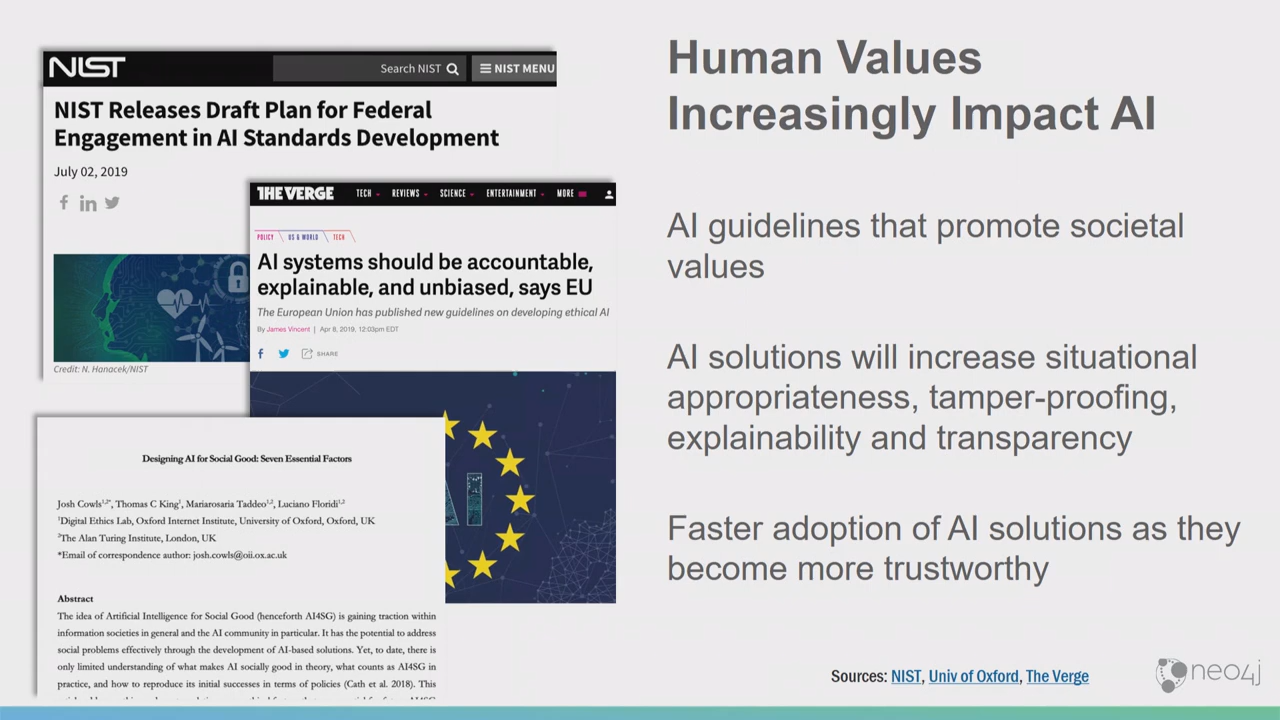 NIST
Search NIST
NIST MENU
NIST Releases Draft Plan for Federal
Engagement in AI Standards Development
July 02, 2019
Credit: N. Hanacek/NIST
THE VERGE
TECH
REVIEWS
SCIENCE
ENTERTAINMENT
MORE
POLICY
US & WORLD
TECH
AI systems should be accountable,
explainable, and unbiased, says EU
The European Union has published new guidelines on developing ethical AI
By James Vincent | Apr 8, 2019, 12:03pm EDT
SHARE
AI
Designing AI for Social Good: Seven Essential Factors
Josh Cowls1,2*, Thomas C King1, Mariarosaria Taddeo1,2, Luciano Floridi1,2
1Digital Ethics Lab, Oxford Internet Institute, University of Oxford, Oxford, UK
2The Alan Turing Institute, London, UK
*Email of correspondence author: josh.cowls@oii.ox.ac.uk
Abstract
The idea of Artificial Intelligence for Social Good (henceforth AI4SG) is gaining traction within
information societies in general and the AI community in particular. It has the potential to address
social problems effectively through the development of AI-based solutions. Yet, to date, there is
only limited understanding of what makes AI socially good in theory, what counts as AI4SG in
practice, and how to reproduce its initial successes in terms of policies (Cath et al. 2018). This
Human Values
Increasingly Impact AI
AI guidelines that promote societal
values
AI solutions will increase situational
appropriateness, tamper-proofing,
explainability and transparency
Faster adoption of AI solutions as they
become more trustworthy
Sources: NIST, Univ of Oxford, The Verge
neo4j